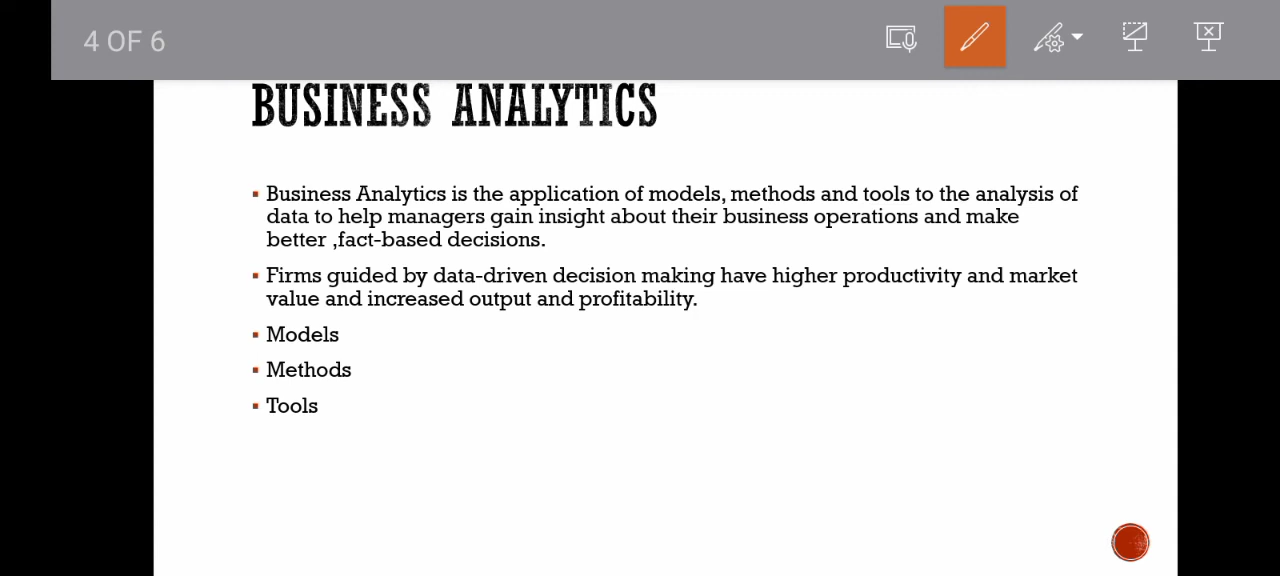 4 OF 6
BUSINESS ANALYTICS
Business Analytics is the application of models, methods and tools to the analysis of
data to help managers gain insight about their business operations and make
better ,fact-based decisions.
Firms guided by data-driven decision making have higher productivity and market
value and increased output and profitability.
Models
Methods
Tools